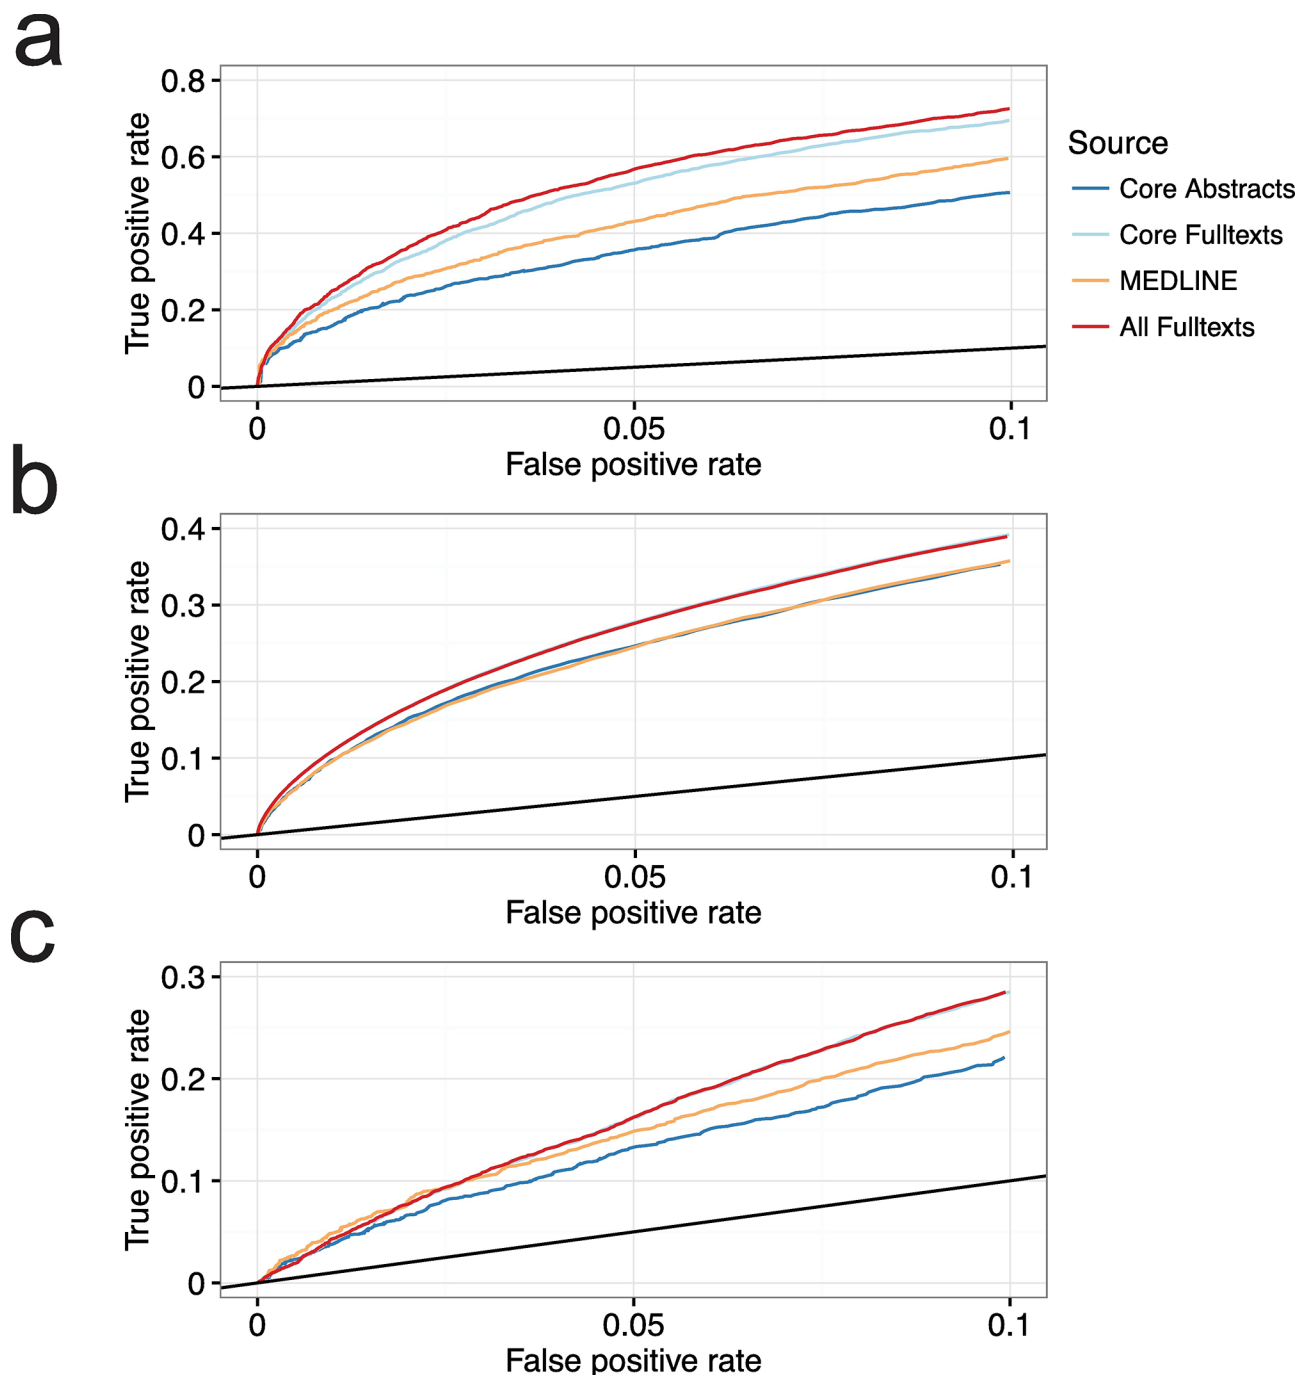 a
0.8
0.6
0.4
0.2
0
True positive rate
0
0.05
0.1
False positive rate
Source
Core Abstracts
Core Fulltexts
MEDLINE
All Fulltexts
b
0.4
0.3
0.2
0.1
0
True positive rate
0
0.05
0.1
False positive rate
c
0.3
0.2
0.1
0
True positive rate
0
0.05
0.1
False positive rate